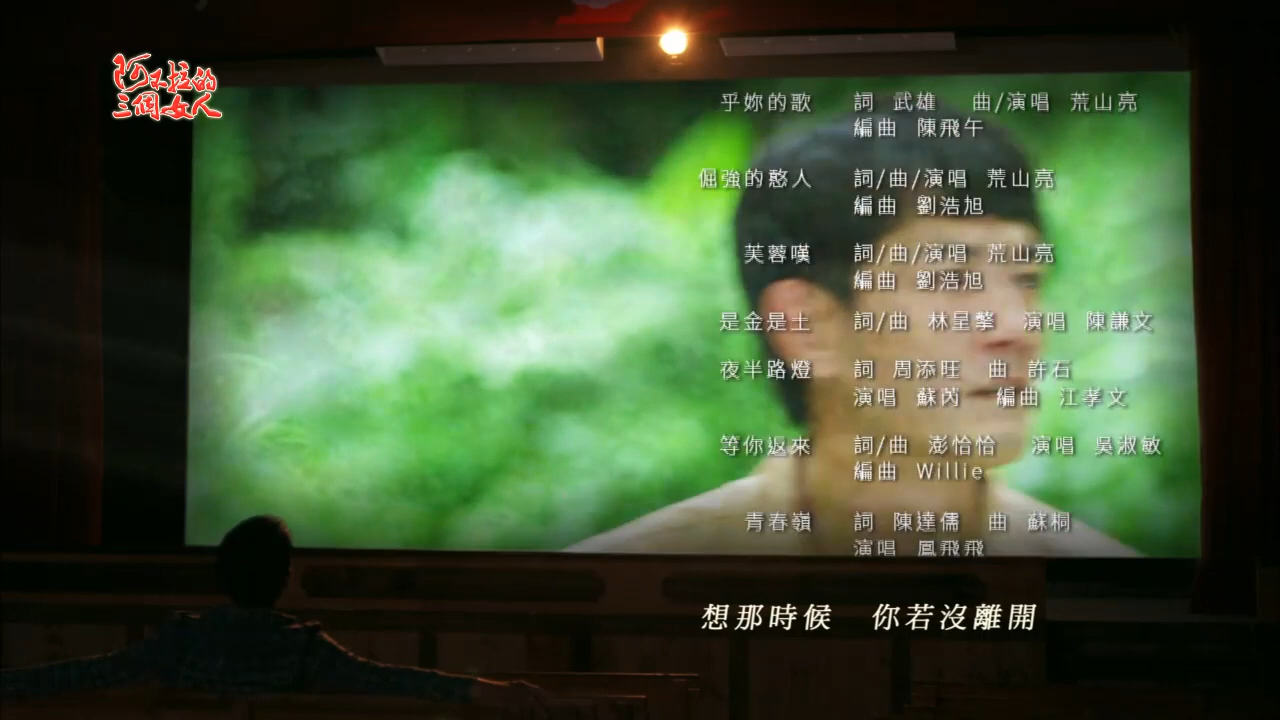 阿不拉的
三個女人
乎妳的歌 詞 武雄 曲/演唱 荒山亮
編曲 陳飛午
倔強的憨人 詞/曲/演唱 荒山亮
編曲 劉浩旭
芙蓉嘆 詞/曲/演唱 荒山亮
編曲 劉浩旭
是金是土 詞/曲 林呈擎 演唱 陳謙文
夜半路燈 詞 周添旺 曲 許石
演唱 蘇芮 編曲 江孝文
等你返來 詞/曲 澎恰恰 演唱 吳淑敏
編曲 Willie
青春嶺 詞 陳達儒 曲 蘇桐
演唱 鳳飛飛
想那時候 你若沒離開